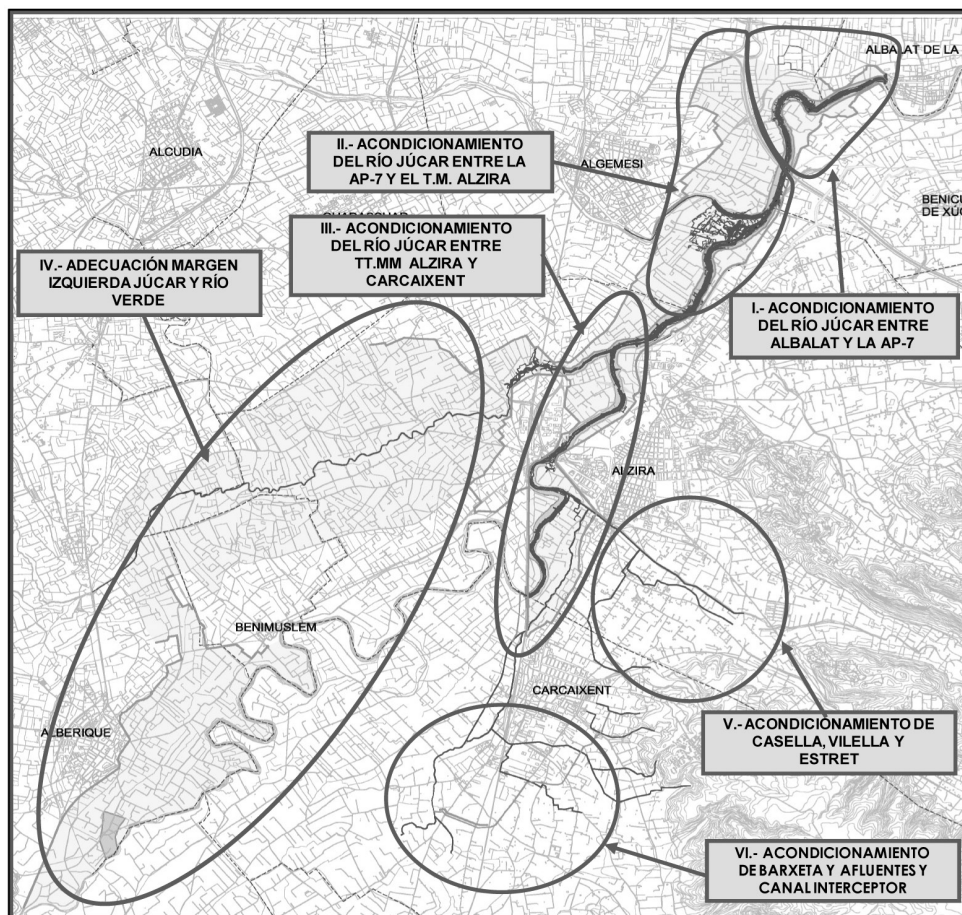 ALBALAT DE LA
ALCUDIA
II.- ACONDICIONAMIENTO
DEL RÍO JÚCAR ENTRE LA
AP-7 Y EL T.M. ALZIRA
ALGEMESI
BENICU
DE XÚC
III.- ACONDICIONAMIENTO
DEL RÍO JÚCAR ENTRE
TT.MM ALZIRA Y
CARCAIXENT
IV.- ADECUACIÓN MARGEN
IZQUIERDA JÚCAR Y RÍO
VERDE
I.- ACONDICIONAMIENTO
DEL RÍO JÚCAR ENTRE
ALBALAT Y LA AP-7
ALZIRA
BENIMUSLEM
CARCAIXENT
ALBERIQUE
V.- ACONDICIONAMIENTO DE
CASELLA, VILELLA Y
ESTRET
VI.- ACONDICIONAMIENTO
DE BARXETA Y AFLUENTES Y
CANAL INTERCEPTOR